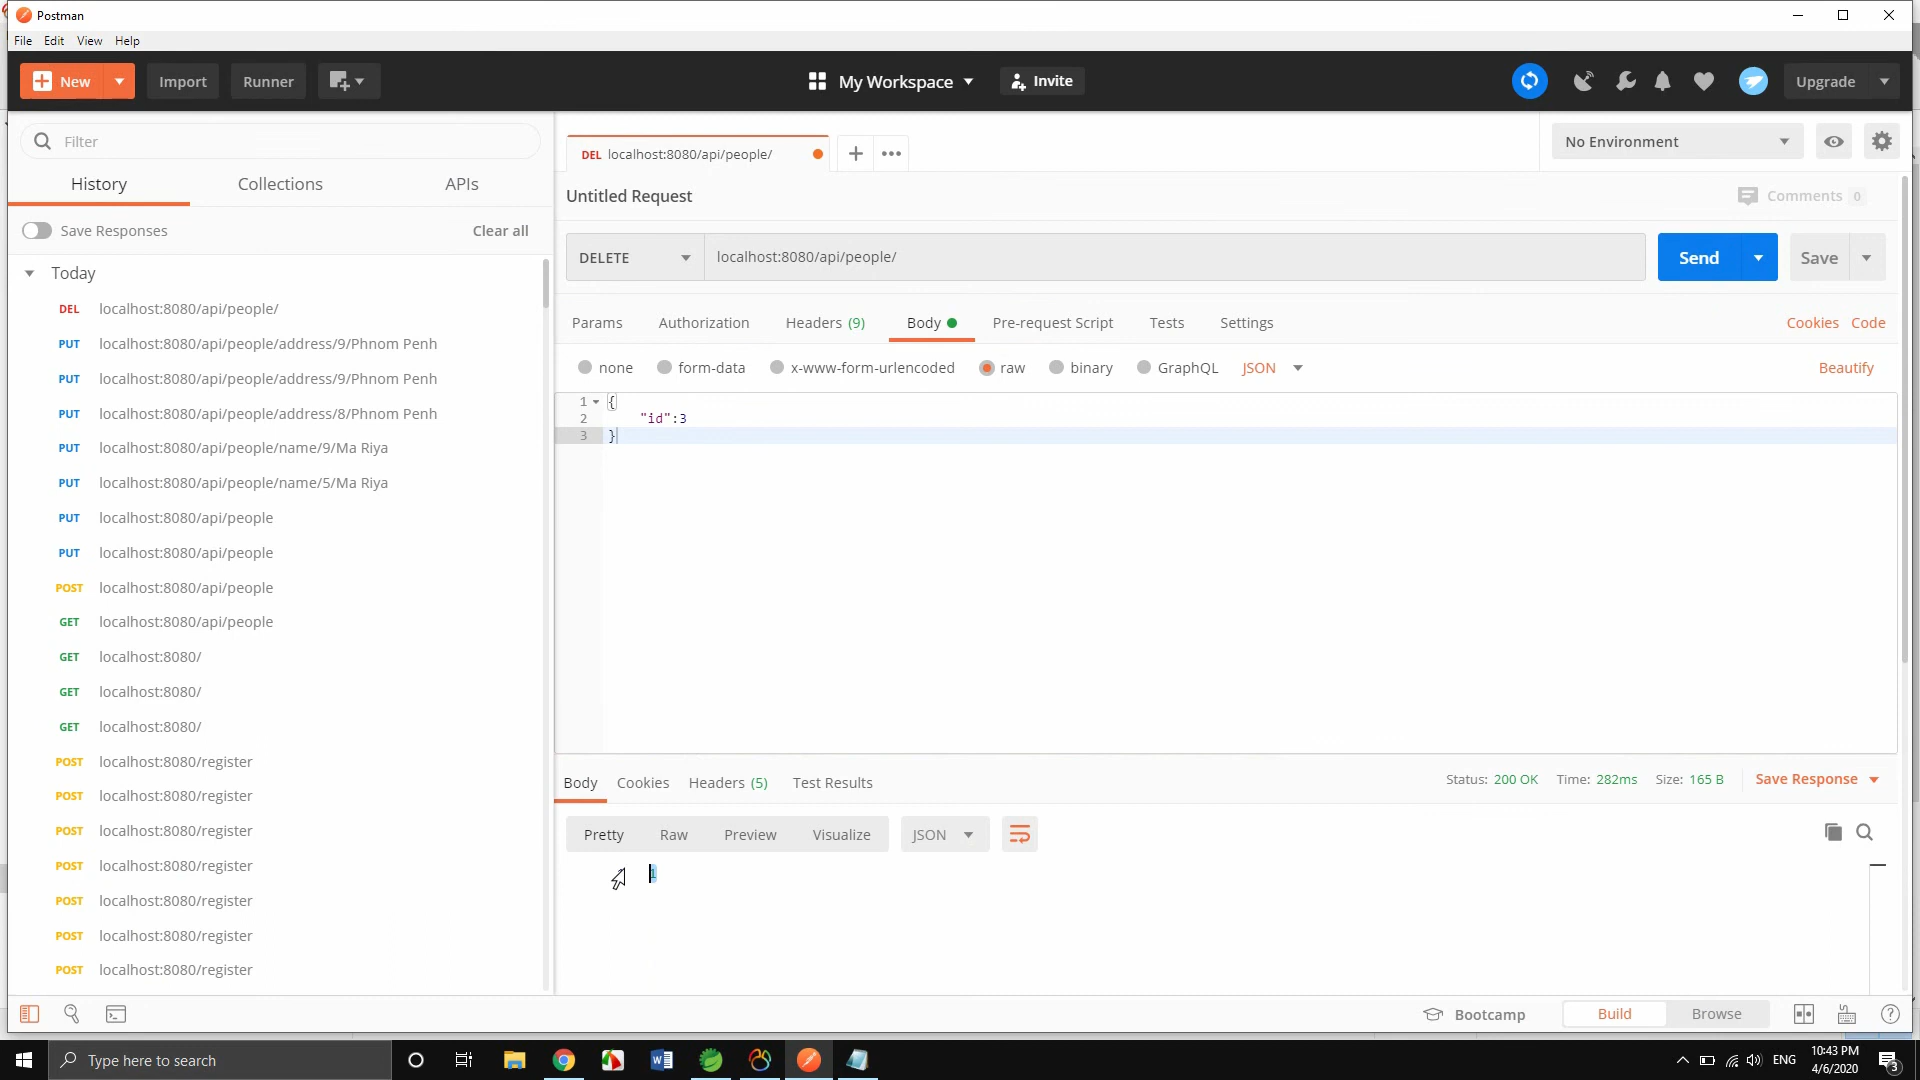 Postman
File Edit View Help
New Import Runner My Workspace Invite Upgrade
Filter
History Collections APIs
Save Responses Clear all
Today
DEL localhost:8080/api/people/
PUT localhost:8080/api/people/address/9/Phnom Penh
PUT localhost:8080/api/people/address/9/Phnom Penh
PUT localhost:8080/api/people/address/8/Phnom Penh
PUT localhost:8080/api/people/name/9/Ma Riya
PUT localhost:8080/api/people/name/5/Ma Riya
PUT localhost:8080/api/people
PUT localhost:8080/api/people
POST localhost:8080/api/people
GET localhost:8080/api/people
GET localhost:8080/
GET localhost:8080/
GET localhost:8080/
POST localhost:8080/register
POST localhost:8080/register
POST localhost:8080/register
POST localhost:8080/register
POST localhost:8080/register
POST localhost:8080/register
POST localhost:8080/register
DEL localhost:8080/api/people/
No Environment
Untitled Request
Comments 0
DELETE localhost:8080/api/people/ Send Save
Params Authorization Headers (9) Body Pre-request Script Tests Settings Cookies Code
none form-data x-www-form-urlencoded raw binary GraphQL JSON Beautify
1 {
2 "id":3
3 }
Body Cookies Headers (5) Test Results Status: 200 OK Time: 282ms Size: 165 B Save Response
Pretty Raw Preview Visualize JSON
1
Bootcamp Build Browse
Type here to search
ENG
10:43 PM
4/6/2020
3